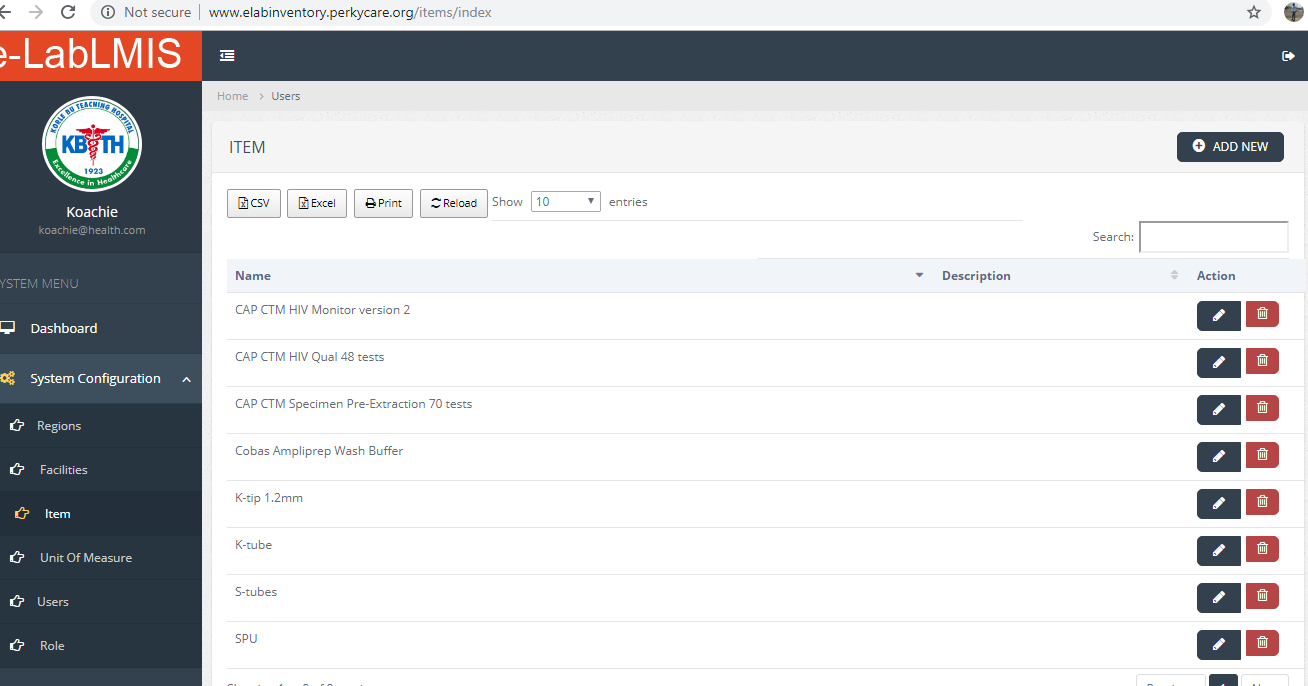 Not secure | www.elabinventory.perkycare.org/items/index
e-LabLMIS
Home > Users
KORLE BU TEACHING HOSPITAL
KBTH
1923
Excellence in Healthcare
Koachie
koachie@health.com
YSTEM MENU
Dashboard
System Configuration
Regions
Facilities
Item
Unit Of Measure
Users
Role
ITEM
ADD NEW
CSV Excel Print Reload Show 10 entries
Search:
Name Description Action
CAP CTM HIV Monitor version 2
CAP CTM HIV Qual 48 tests
CAP CTM Specimen Pre-Extraction 70 tests
Cobas Ampliprep Wash Buffer
K-tip 1.2mm
K-tube
S-tubes
SPU